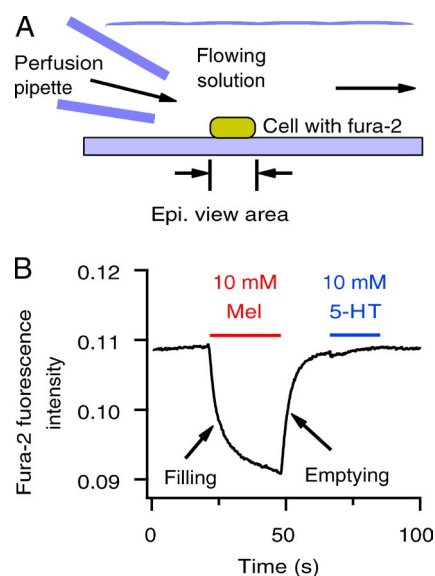 A
Perfusion
pipette
Flowing
solution
Cell with fura-2
Epi. view area
B
Fura-2 fuorescence
intensity
0.12
0.11
0.10
0.09
10 mM
Mel
10 mM
5-HT
Filling
Emptying
0
50
100
Time (s)